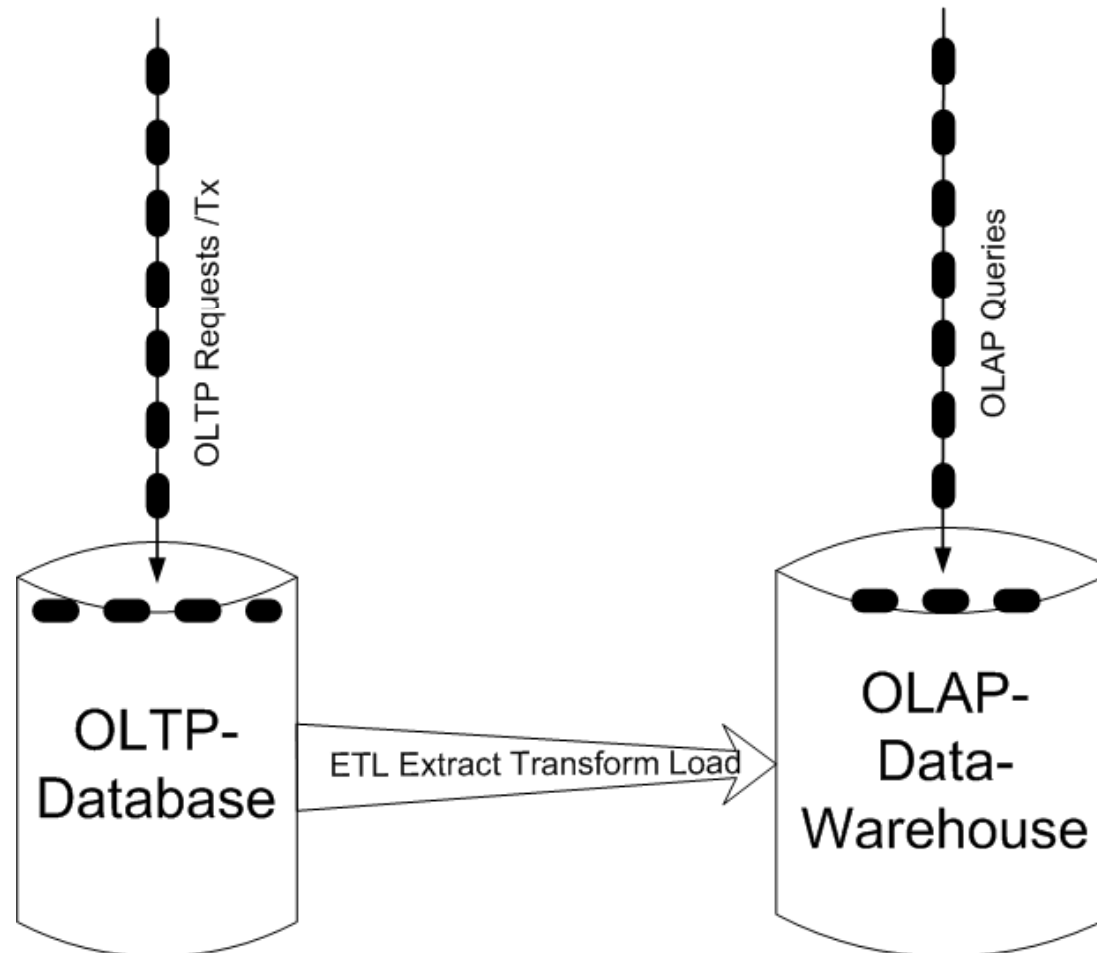 OLTP Requests /Tx
OLAP Queries
OLTP-
Database
ETL Extract Transform Load
OLAP-
Data-
Warehouse